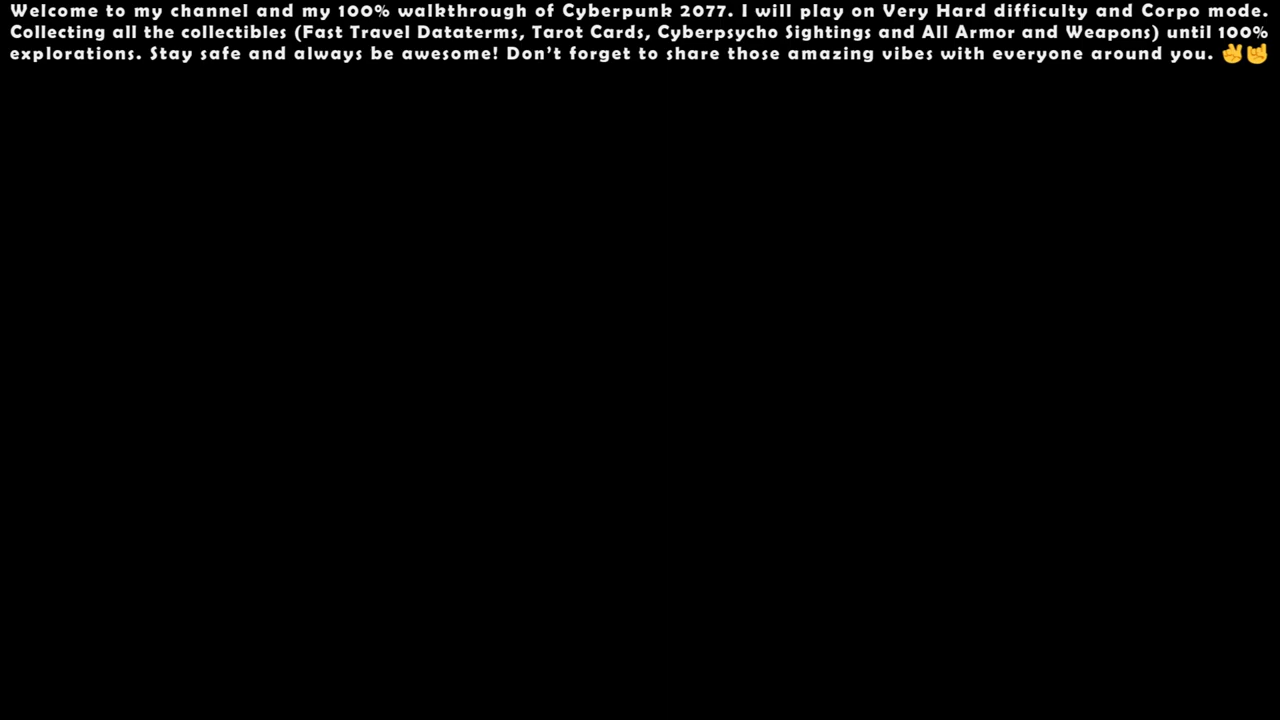 Welcome to my channel and my 100% walkthrough of Cyberpunk 2077. I will play on Very Hard difficulty and Corpo mode.
Collecting all the collectibles (Fast Travel Dataterms, Tarot Cards, Cyberpsycho Sightings and All Armor and Weapons) until 100%
explorations. Stay safe and always be awesome! Don’t forget to share those amazing vibes with everyone around you. ✌️🤘